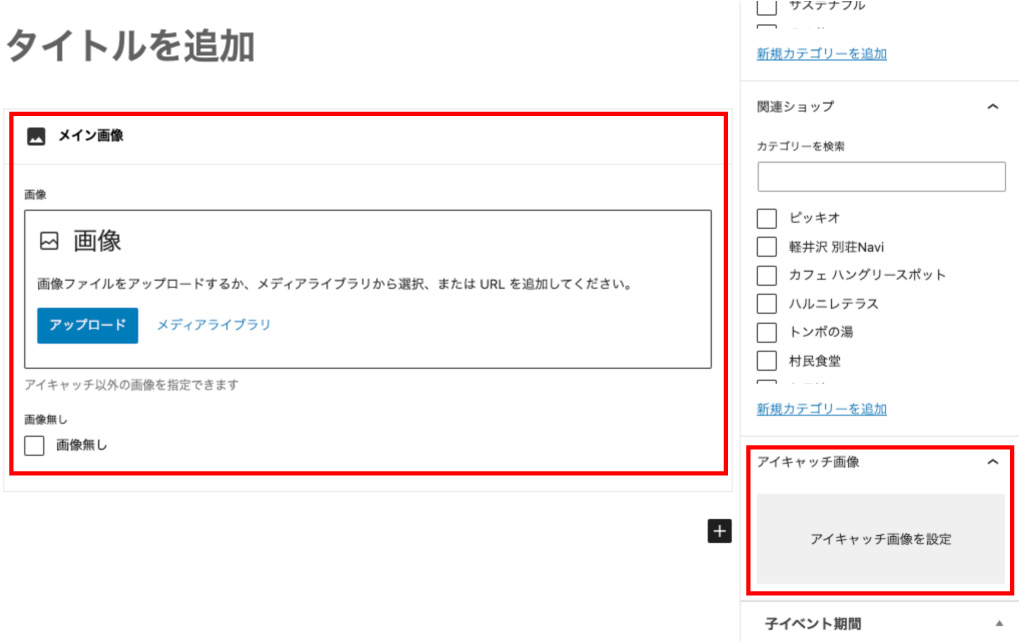 タイトルを追加
メイン画像
画像
画像
画像ファイルをアップロードするか、メディアライブラリから選択、または URL を追加してください。
アップロード メディアライブラリ
アイキャッチ以外の画像を指定できます
画像無し
画像無し
サステナブル
新規カテゴリーを追加
関連ショップ
カテゴリーを検索
ピッキオ
軽井沢 別荘Navi
カフェ ハングリースポット
ハルニレテラス
トンボの湯
村民食堂
新規カテゴリーを追加
アイキャッチ画像
アイキャッチ画像を設定
子イベント期間